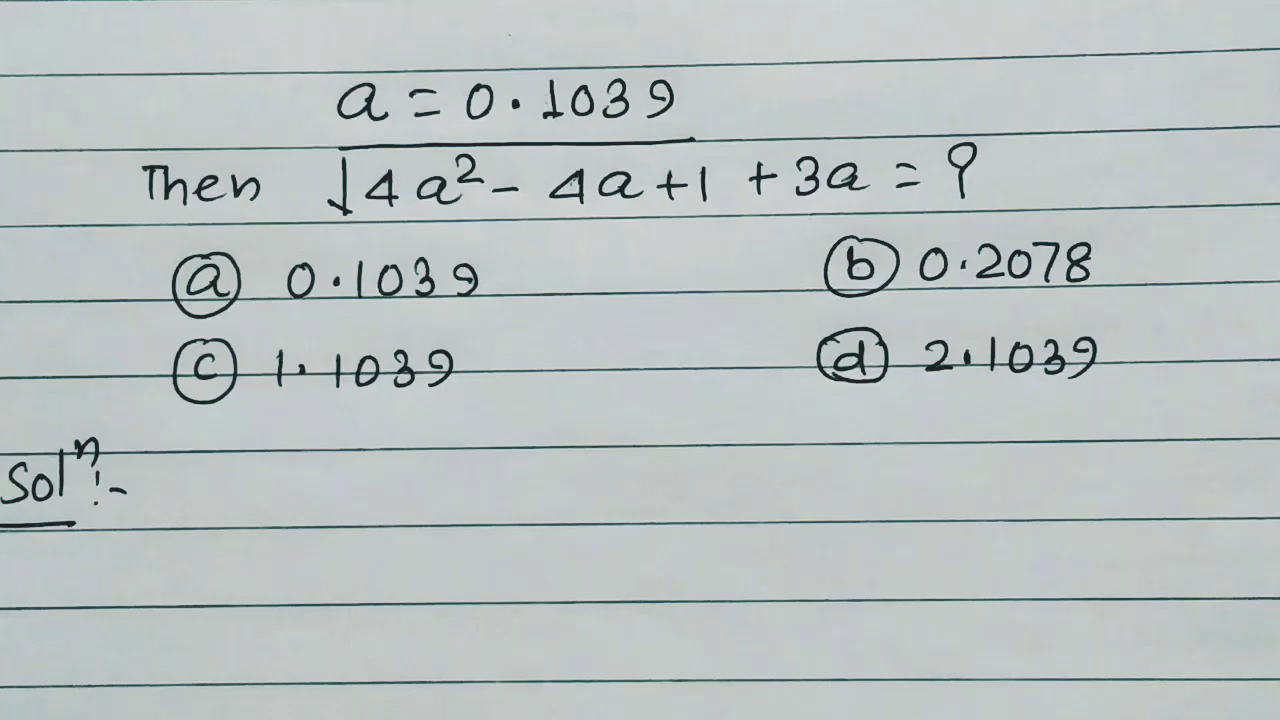 a = 0.1039
Then √4a² - 4a + 1 + 3a = ?
(a) 0.1039 (b) 0.2078
(c) 1.1039 (d) 2.1039
Solⁿ:-